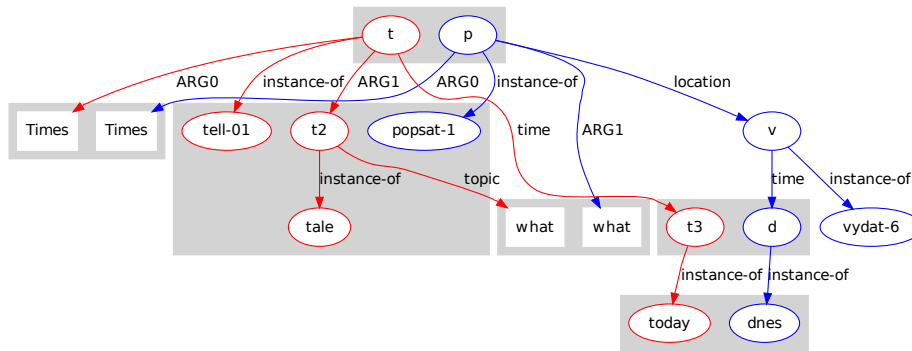 t p
ARG0 instance-of ARG1 ARG0 instance-of location
Times Times tell-01 t2 popsat-1 time ARG1 v
instance-of topic time instance-of
tale what what t3 d vydat-6
instance-of instance-of
today dnes